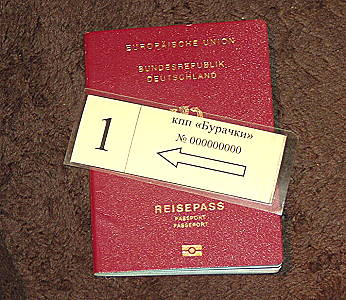 EUROPÄISCHE UNION
BUNDESREPUBLIK
DEUTSCHLAND
1
кпп «Бурачки»
№ 000000000
REISEPASS
PASSPORT
PASSEPORT